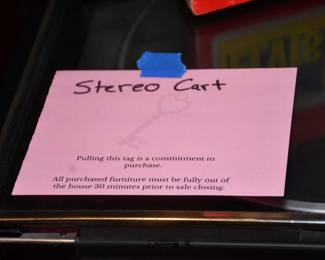 Stereo Cart
Pulling this tag is a commitment to
purchase.
All purchased furniture must be fully out of
the house 30 minutes prior to sale closing.